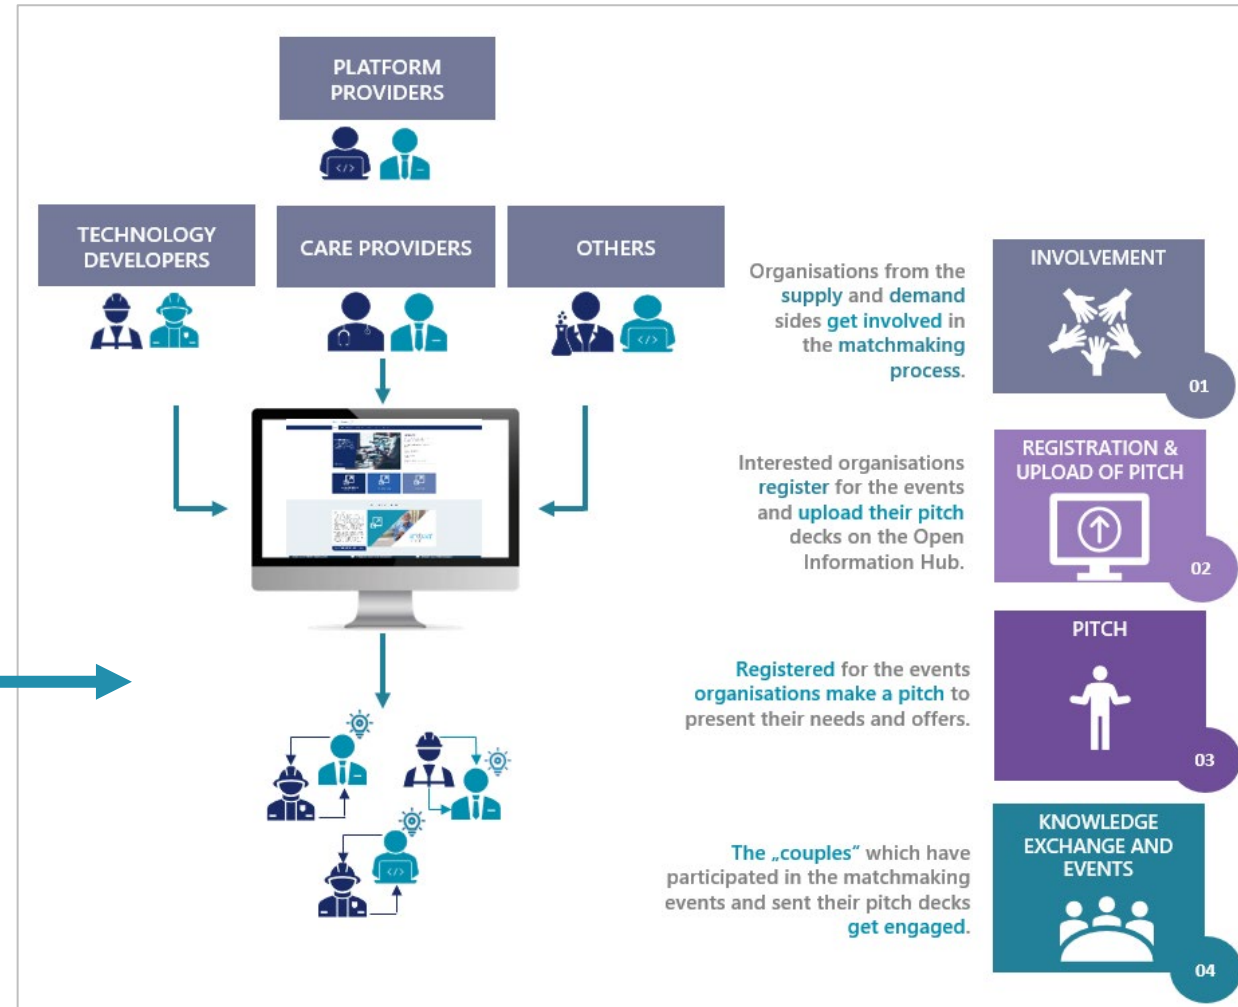 PLATFORM
PROVIDERS
</>
TECHNOLOGY
DEVELOPERS
CARE PROVIDERS
OTHERS
</>
Organisations from the
supply and demand
sides get involved in
the matchmaking
process.
INVOLVEMENT
01
Interested organisations
register for the events
and upload their pitch
decks on the Open
Information Hub.
REGISTRATION &
UPLOAD OF PITCH
02
Registered for the events
organisations make a pitch to
present their needs and offers.
PITCH
03
</>
The „couples” which have
participated in the matchmaking
events and sent their pitch decks
get engaged.
KNOWLEDGE
EXCHANGE AND
EVENTS
04